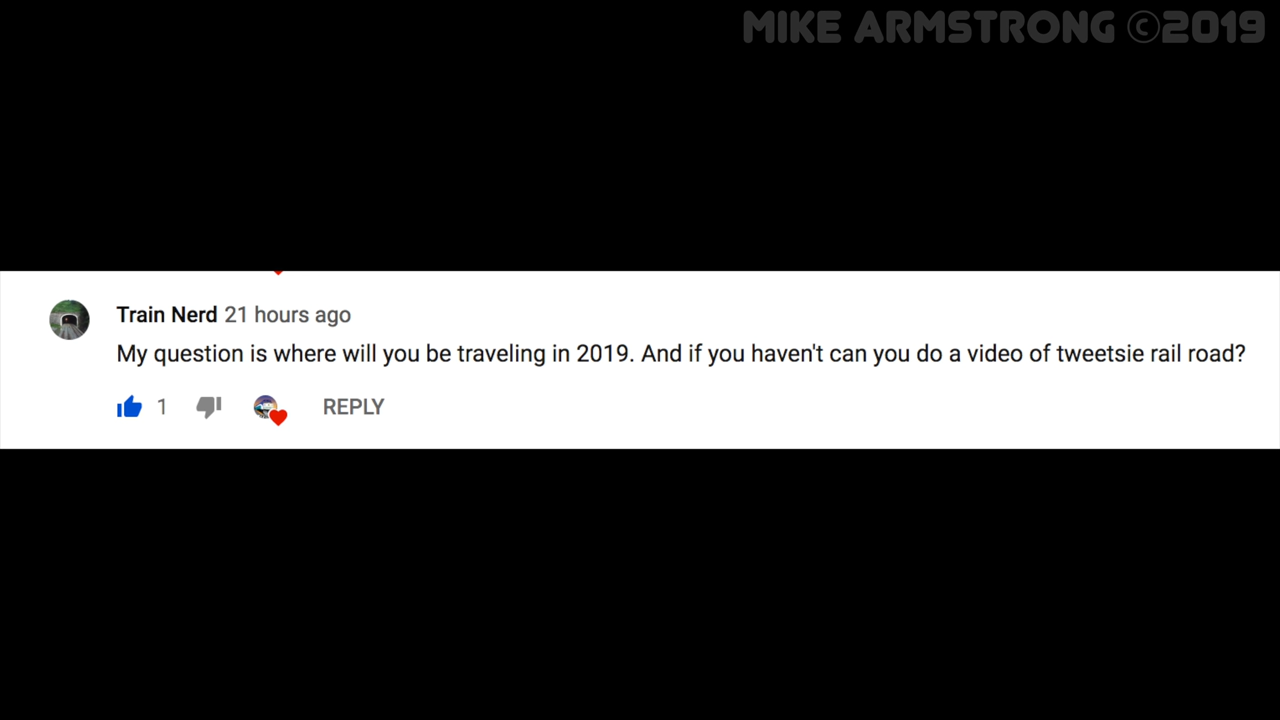 MIKE ARMSTRONG ©2019
Train Nerd 21 hours ago
My question is where will you be traveling in 2019. And if you haven't can you do a video of tweetsie rail road?
1 REPLY